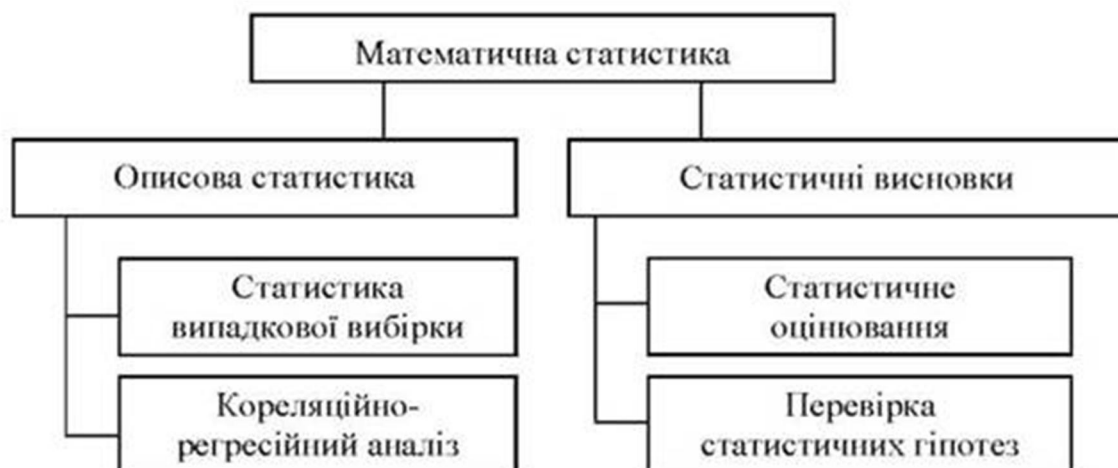 Математична статистика
Описова статистика
Статистичні висновки
Статистика
випадкової вибірки
Статистичне
оцінювання
Кореляційно-
регресійний аналіз
Перевірка
статистичних гіпотез